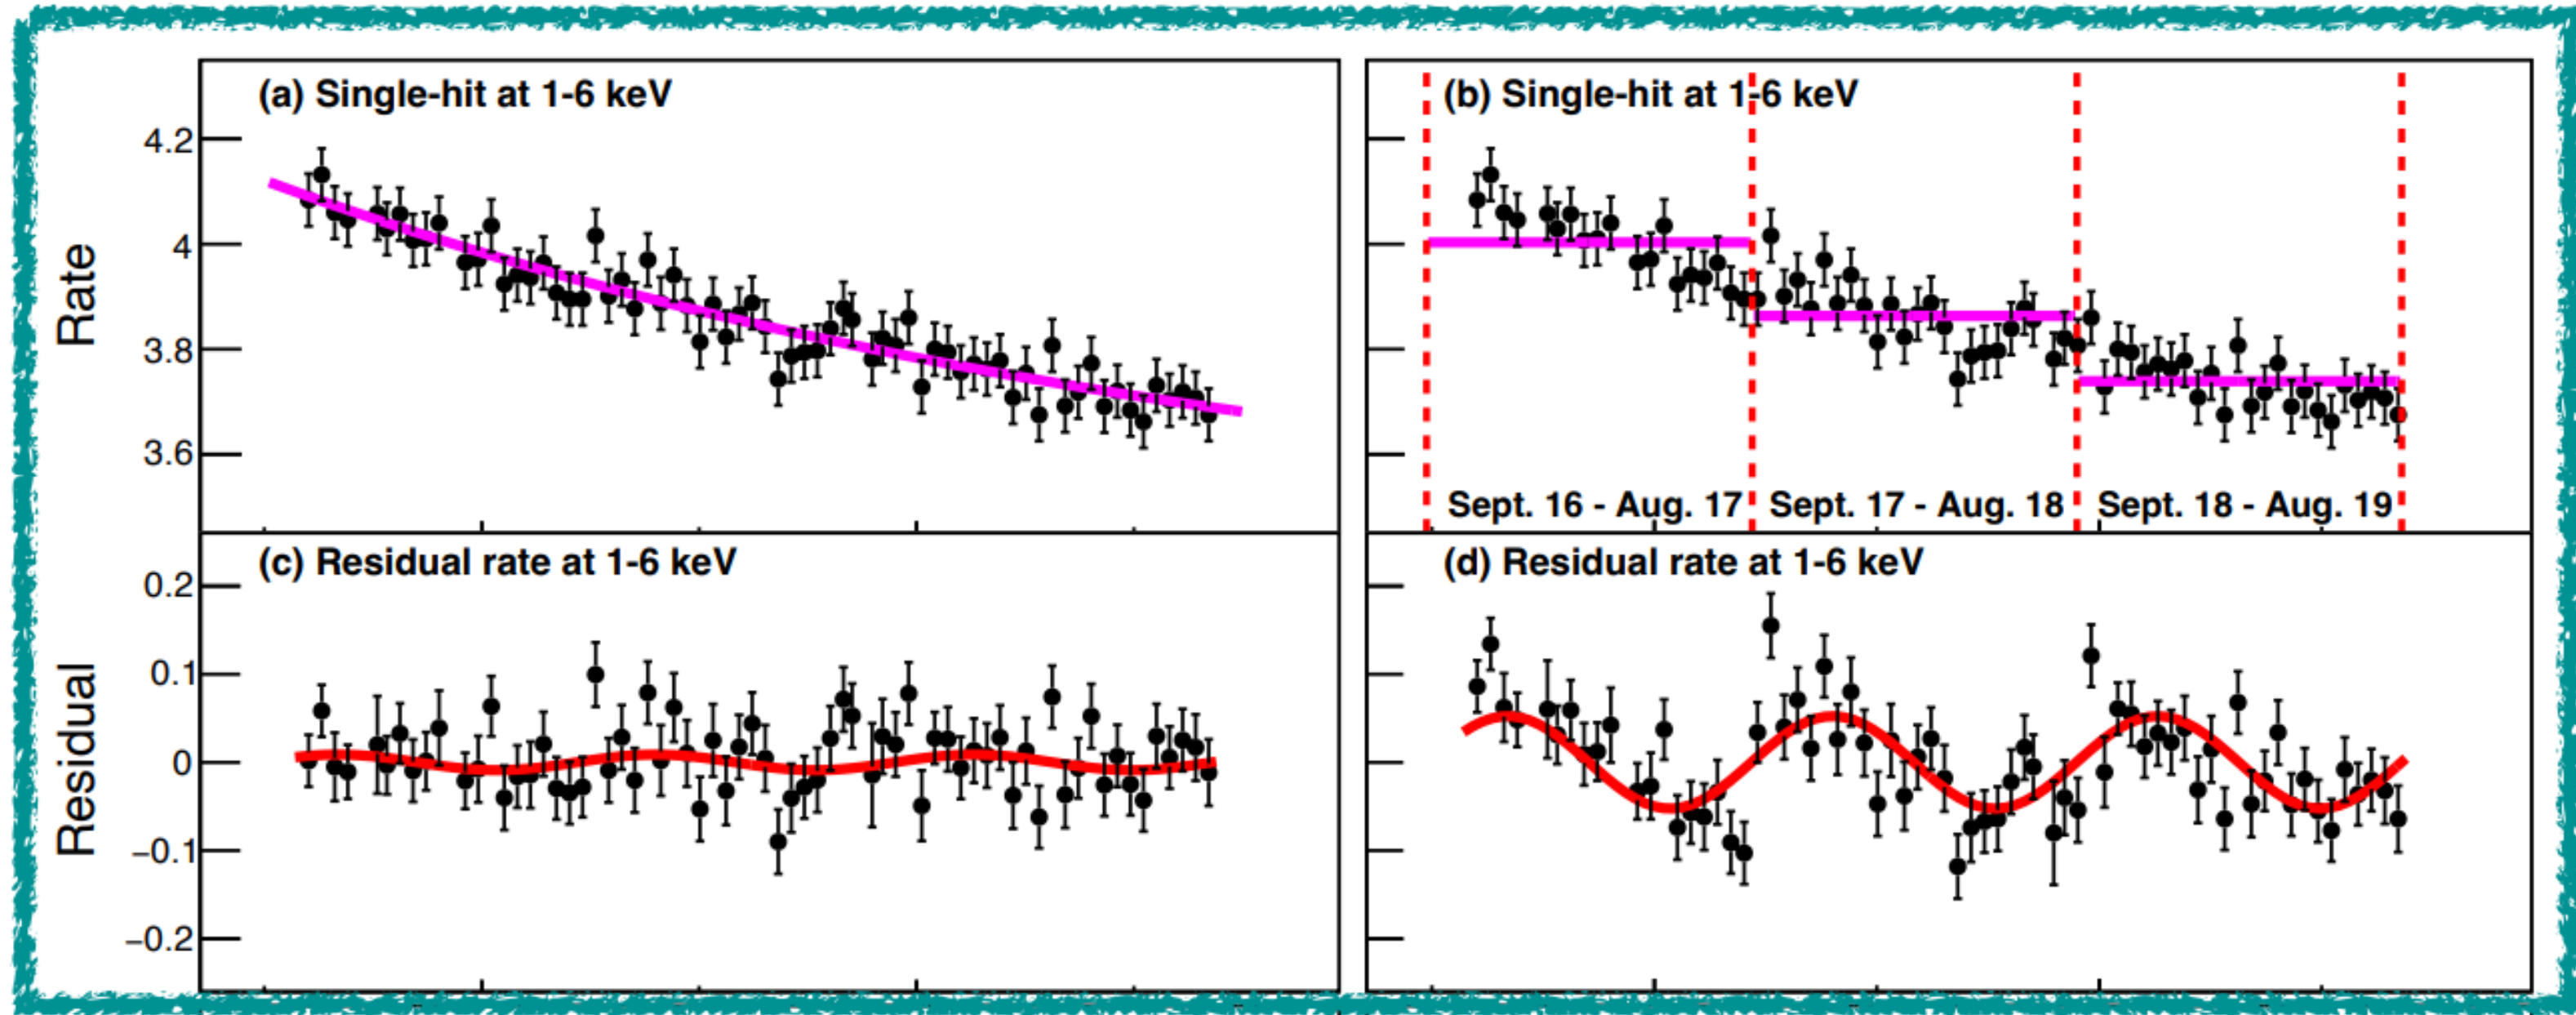 (a) Single-hit at 1-6 keV
4.2
4
3.8
3.6
Rate
(b) Single-hit at 1-6 keV
Sept. 16 - Aug. 17
Sept. 17 - Aug. 18
Sept. 18 - Aug. 19
(c) Residual rate at 1-6 keV
0.2
0.1
0
−0.1
−0.2
Residual
(d) Residual rate at 1-6 keV